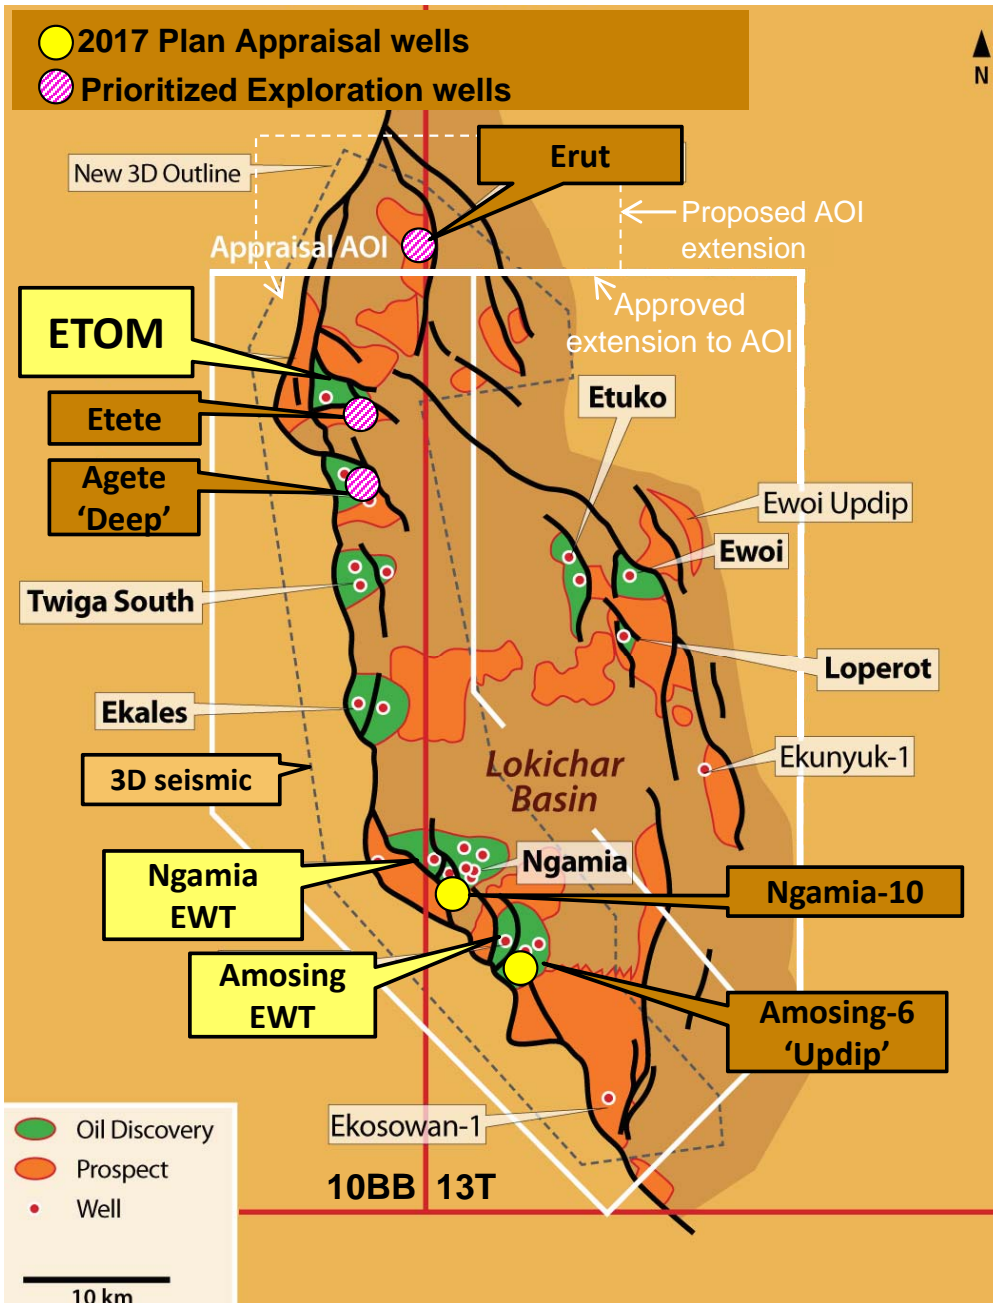 2017 Plan Appraisal wells
Prioritized Exploration wells
N
New 3D Outline
Erut
Proposed AOI
extension
Appraisal AOI
Approved
extension to AOI
ETOM
Etuko
Etete
Agete
‘Deep’
Ewoi Updip
Ewoi
Twiga South
Loperot
Ekales
Lokichar
Basin
Ekunyuk-1
3D seismic
Ngamia
EWT
Ngamia
Ngamia-10
Amosing
EWT
Amosing-6
‘Updip’
Ekosowan-1
Oil Discovery
Prospect
Well
10BB
13T
10 km